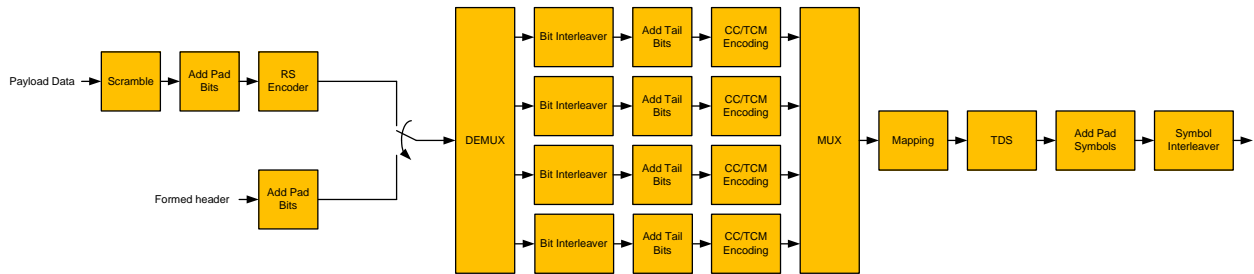 Payload Data
Scramble
Add Pad
Bits
RS
Encoder
Formed header
Add Pad
Bits
DEMUX
Bit Interleaver
Add Tail
Bits
CC/TCM
Encoding
Bit Interleaver
Add Tail
Bits
CC/TCM
Encoding
Bit Interleaver
Add Tail
Bits
CC/TCM
Encoding
Bit Interleaver
Add Tail
Bits
CC/TCM
Encoding
MUX
Mapping
TDS
Add Pad
Symbols
Symbol
Interleaver